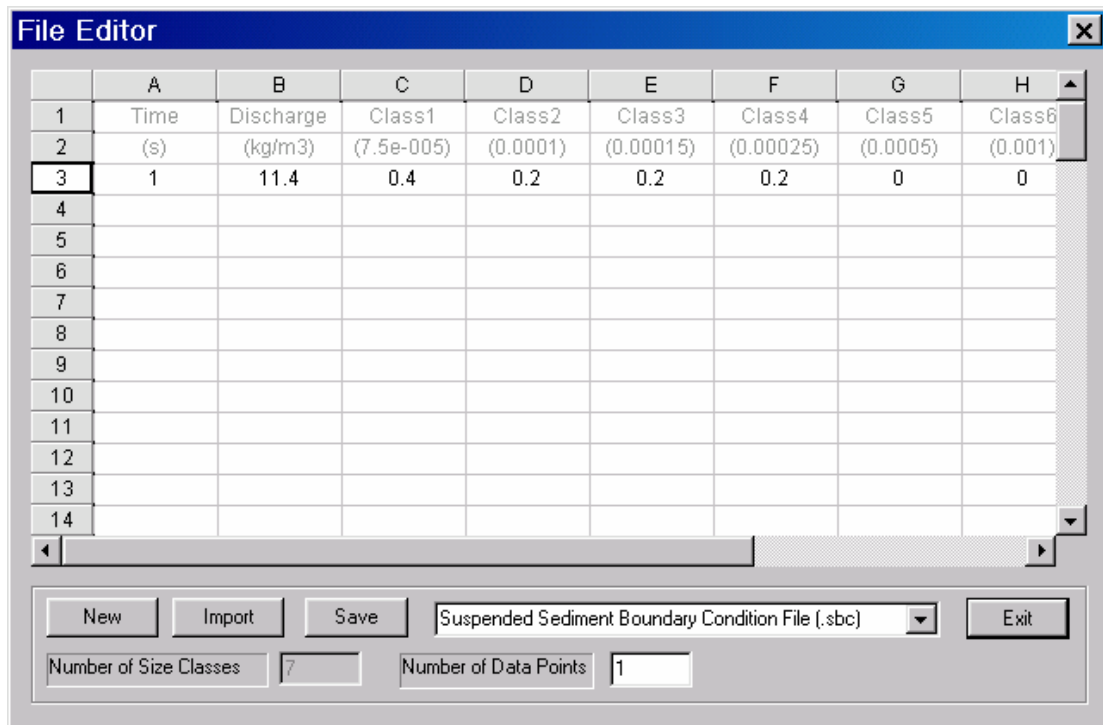 File Editor
A B C D E F G H
1 Time Discharge Class1 Class2 Class3 Class4 Class5 Class6
2 (s) (kg/m3) (7.5e-005) (0.0001) (0.00015) (0.00025) (0.0005) (0.001)
3 1 11.4 0.4 0.2 0.2 0.2 0 0
4
5
6
7
8
9
10
11
12
13
14
New Import Save Suspended Sediment Boundary Condition File (.sbc) Exit
Number of Size Classes 7 Number of Data Points 1